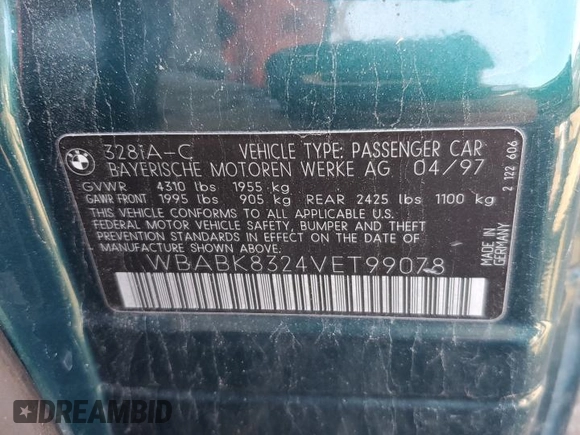 3281A-C VEHICLE TYPE: PASSENGER CAR
BAYERISCHE MOTOREN WERKE AG 04/97
GVWR 4310 lbs 1955 kg
GAWR FRONT 1995 lbs 905 kg REAR 2425 lbs 1100 kg
THIS VEHICLE CONFORMS TO ALL APPLICABLE U.S.
FEDERAL MOTOR VEHICLE SAFETY, BUMPER, AND THEFT
PREVENTION STANDARDS IN EFFECT ON THE DATE OF
MANUFACTURE SHOWN ABOVE.
WBABK8324VET99078
MADE IN
GERMANY
2 122 606
BMW
DREAMBID